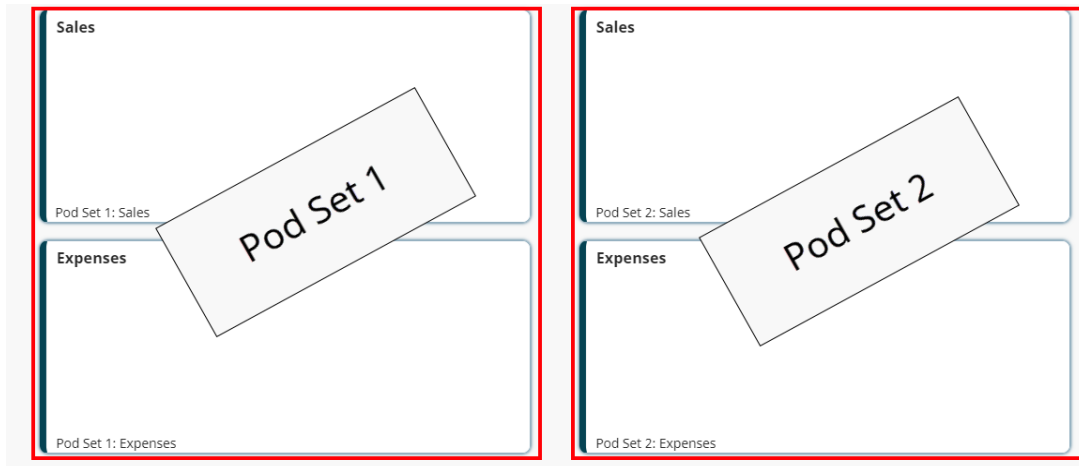 Sales
Pod Set 1
Pod Set 1: Sales
Expenses
Pod Set 1: Expenses
Sales
Pod Set 2
Pod Set 2: Sales
Expenses
Pod Set 2: Expenses